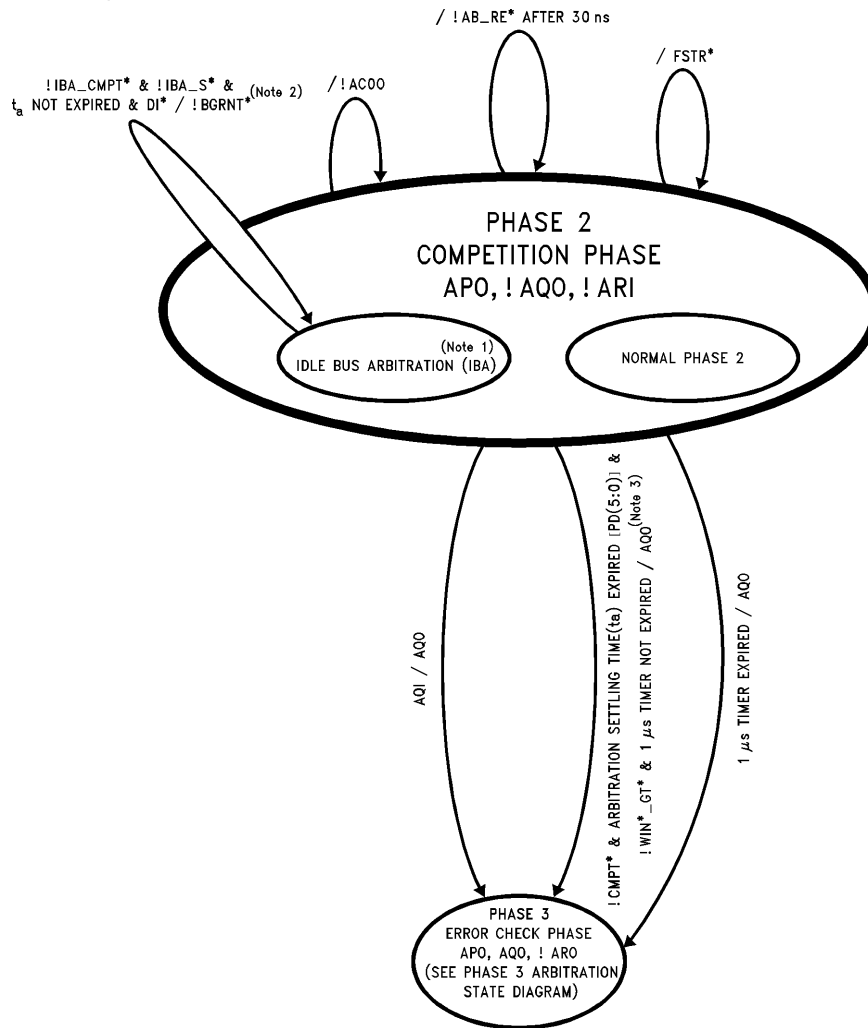 / !AB_RE* AFTER 30 ns
/ FSTR*
!IBA_CMPT* & !IBA_S* &
ta NOT EXPIRED & DI* / !BGRNT* (Note 2)
/ !AC00
PHASE 2
COMPETITION PHASE
APO, !AQO, !ARI
(Note 1)
IDLE BUS ARBITRATION (IBA)
NORMAL PHASE 2
AQI / AQO
!CMPT* & ARBITRATION SETTLING TIME(ta) EXPIRED [PD(5:0)] &
!WIN*_GT* & 1 μs TIMER NOT EXPIRED / AQO (Note 3)
1 μs TIMER EXPIRED / AQO
PHASE 3
ERROR CHECK PHASE
APO, AQO, ! ARO
(SEE PHASE 3 ARBITRATION
STATE DIAGRAM)